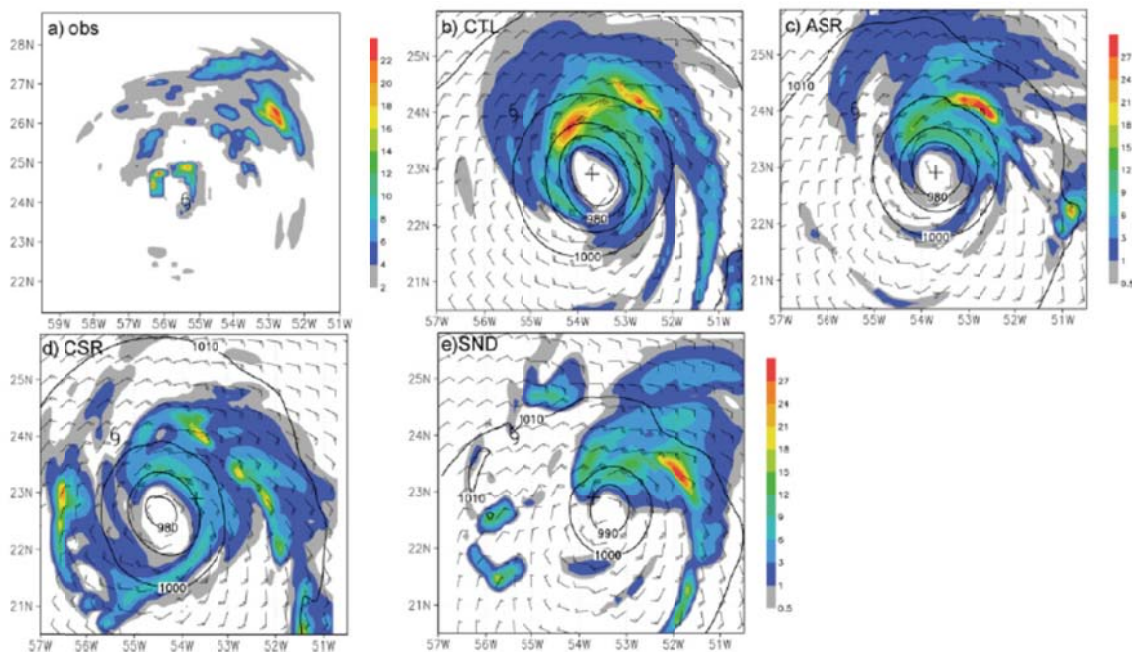 a) obs
28N
27N
26N
25N
24N
23N
22N
59W 58W 57W 56W 55W 54W 53W 52W 51W
22
20
18
16
14
12
10
8
6
4
2
b) CTL
25N
24N
23N
22N
21N
980
1000
57W 56W 55W 54W 53W 52W 51W
c) ASR
1010
25N
24N
23N
22N
21N
980
1000
57W 56W 55W 54W 53W 52W 51W
27
24
21
18
15
12
9
6
3
1
0.5
d) CSR
1010
25N
24N
23N
22N
21N
980
1000
57W 56W 55W 54W 53W 52W 51W
e)SND
25N
24N
23N
22N
21N
1010
1010
990
1000
57W 56W 55W 54W 53W 52W 51W
27
24
21
18
15
12
9
6
3
1
0.5